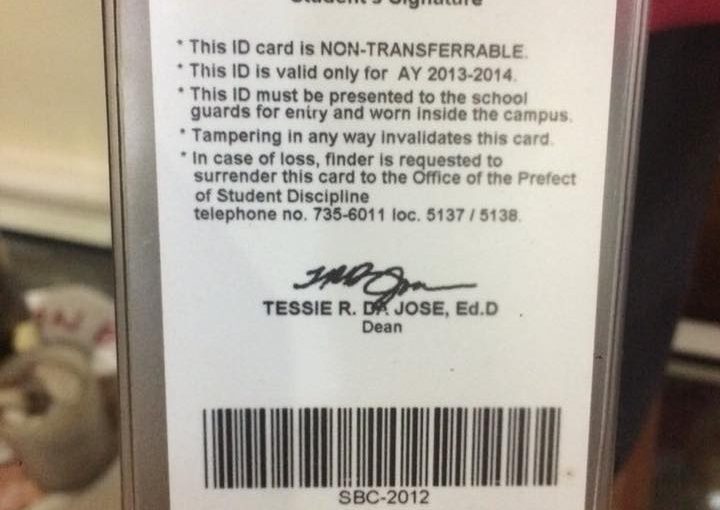 Student's Signature
* This ID card is NON-TRANSFERRABLE.
* This ID is valid only for AY 2013-2014.
* This ID must be presented to the school
guards for entry and worn inside the campus.
* Tampering in any way invalidates this card.
* In case of loss, finder is requested to
surrender this card to the Office of the Prefect
of Student Discipline
telephone no. 735-6011 loc. 5137 / 5138.
TESSIE R. DA JOSE, Ed.D
Dean
SBC-2012